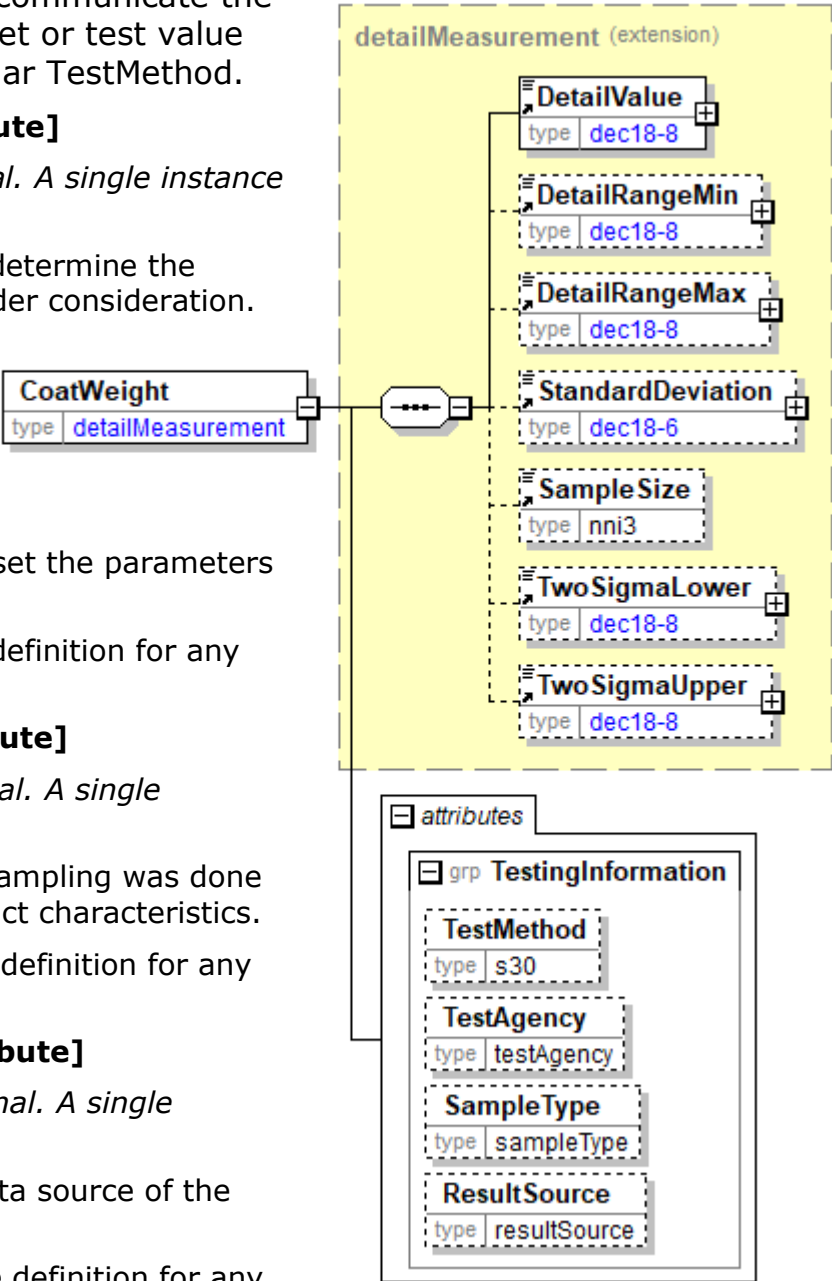 communicate the
et or test value
ar TestMethod.
ute]
al. A single instance
determine the
der consideration.
set the parameters
definition for any
ute]
al. A single
ampling was done
ct characteristics.
definition for any
bute]
nal. A single
ta source of the
definition for any
CoatWeight
type detailMeasurement
detailMeasurement (extension)
DetailValue
type dec18-8
DetailRangeMin
type dec18-8
DetailRangeMax
type dec18-8
StandardDeviation
type dec18-6
SampleSize
type nni3
TwoSigmaLower
type dec18-8
TwoSigmaUpper
type dec18-8
attributes
grp TestingInformation
TestMethod
type s30
TestAgency
type testAgency
SampleType
type sampleType
ResultSource
type resultSource